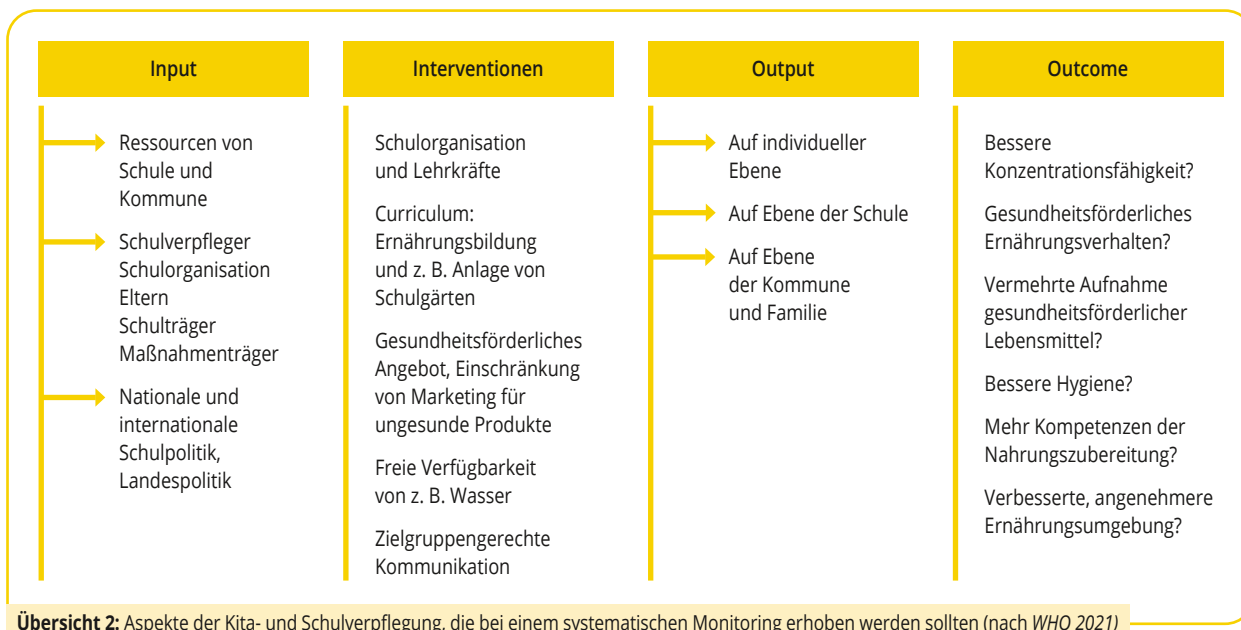 Input
Ressourcen von
Schule und
Kommune
Schulverpfleger
Schulorganisation
Eltern
Schulträger
Maßnahmenträger
Nationale und
internationale
Schulpolitik,
Landespolitik
Interventionen
Schulorganisation
und Lehrkräfte
Curriculum:
Ernährungsbildung
und z. B. Anlage von
Schulgärten
Gesundheitsförderliches
Angebot, Einschränkung
von Marketing für
ungesunde Produkte
Freie Verfügbarkeit
von z. B. Wasser
Zielgruppengerechte
Kommunikation
Output
Auf individueller
Ebene
Auf Ebene der Schule
Auf Ebene
der Kommune
und Familie
Outcome
Bessere
Konzentrationsfähigkeit?
Gesundheitsförderliches
Ernährungsverhalten?
Vermehrte Aufnahme
gesundheitsförderlicher
Lebensmittel?
Bessere Hygiene?
Mehr Kompetenzen der
Nahrungszubereitung?
Verbesserte, angenehmere
Ernährungsumgebung?
Übersicht 2: Aspekte der Kita- und Schulverpflegung, die bei einem systematischen Monitoring erhoben werden sollten (nach WHO 2021)